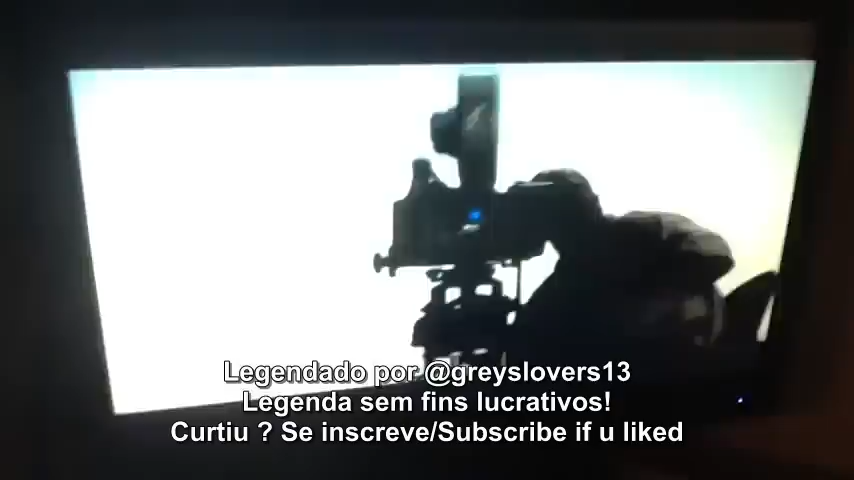 Legendado por @greyslovers13
Legenda sem fins lucrativos!
Curtiu ? Se inscreve/Subscribe if u liked